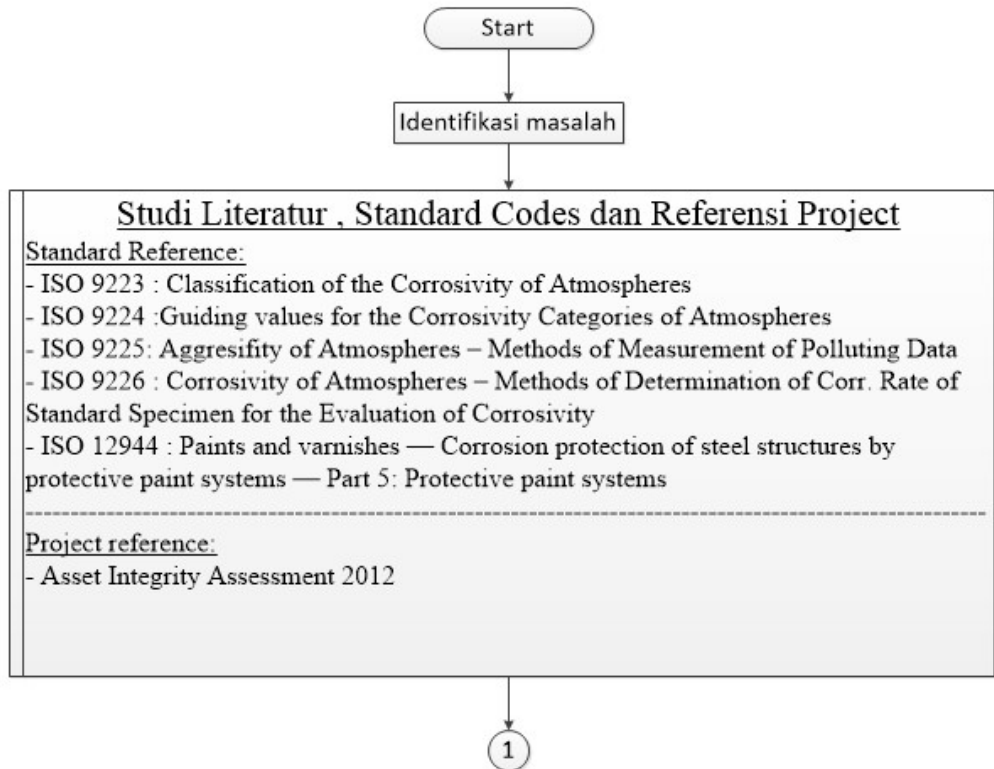 Start
Identifikasi masalah
Studi Literatur , Standard Codes dan Referensi Project
Standard Reference:
- ISO 9223 : Classification of the Corrosivity of Atmospheres
- ISO 9224 :Guiding values for the Corrosivity Categories of Atmospheres
- ISO 9225: Aggresifity of Atmospheres – Methods of Measurement of Polluting Data
- ISO 9226 : Corrosivity of Atmospheres – Methods of Determination of Corr. Rate of
Standard Specimen for the Evaluation of Corrosivity
- ISO 12944 : Paints and varnishes — Corrosion protection of steel structures by
protective paint systems — Part 5: Protective paint systems
Project reference:
- Asset Integrity Assessment 2012
1